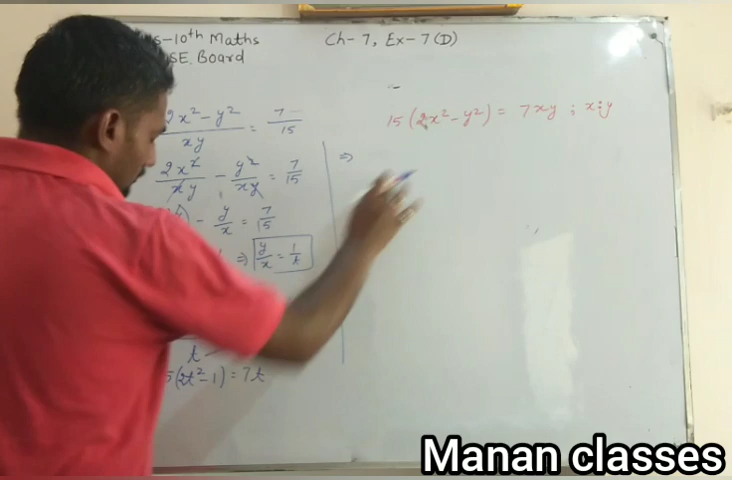 10th Maths
Ch-7, Ex-7(D)
SE Board
2x² - y² / xy = 7 / 15
15(2x² - y²) = 7xy ; x:y
2x² / xy - y² / xy = 7 / 15
⇒
- y / x = 7 / 15
⇒ y / x = 1 / t
t
(2t² - 1) = 7t
Manan classes